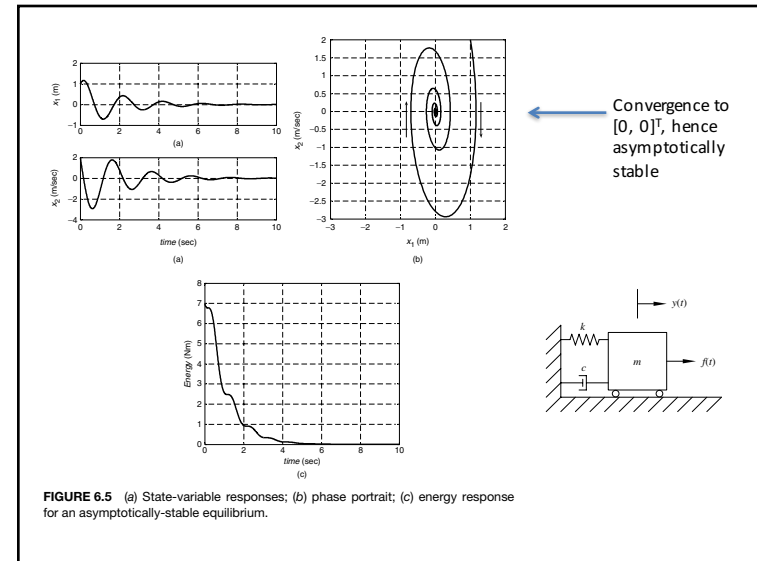 2
1
0
−1
x1 (m)
0 2 4 6 8 10
(a)
2
0
−2
−4
x2 (m/sec)
0 2 4 6 8 10
time (sec)
(a)
2
1.5
1
0.5
0
−0.5
−1
−1.5
−2
−2.5
−3
x2 (m/sec)
−3 −2 −1 0 1 2
x1 (m)
(b)
Convergence to
[0, 0]T, hence
asymptotically
stable
8
7
6
5
4
3
2
1
0
Energy (Nm)
0 2 4 6 8 10
time (sec)
(c)
y(t)
k
m
f(t)
c
FIGURE 6.5 (a) State-variable responses; (b) phase portrait; (c) energy response
for an asymptotically-stable equilibrium.